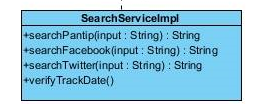 SearchServiceImpl
+searchPantip(input : String) : String
+searchFacebook(input : String) : String
+searchTwitter(input : String) : String
+verifyTrackDate()